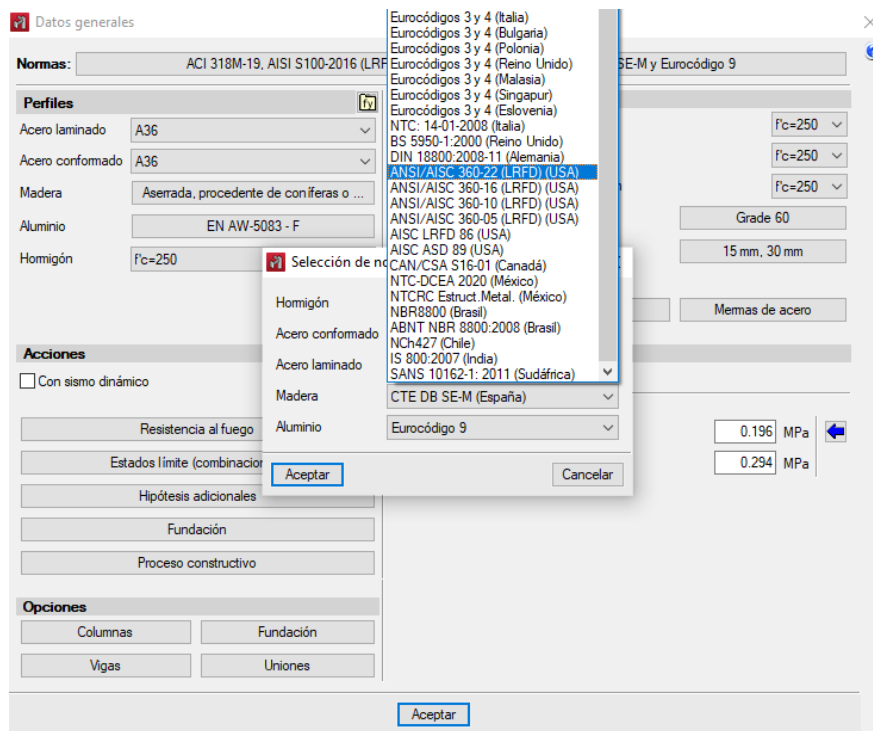 Datos generales
Normas:
ACI 318M-19, AISI S100-2016 (LRF
SE-M y Eurocódigo 9
Perfiles
fy
Acero laminado
A36
Acero conformado
A36
Madera
Aserrada, procedente de coníferas o ...
Aluminio
EN AW-5083 - F
Hormigón
f'c=250
Acciones
Con sismo dinámico
Resistencia al fuego
Estados límite (combinacion
Hipótesis adicionales
Fundación
Proceso constructivo
Opciones
Columnas
Fundación
Vigas
Uniones
Eurocódigos 3 y 4 (Italia)
Eurocódigos 3 y 4 (Bulgaria)
Eurocódigos 3 y 4 (Polonia)
Eurocódigos 3 y 4 (Reino Unido)
Eurocódigos 3 y 4 (Malasia)
Eurocódigos 3 y 4 (Singapur)
Eurocódigos 3 y 4 (Eslovenia)
NTC: 14-01-2008 (Italia)
BS 5950-1:2000 (Reino Unido)
DIN 18800:2008-11 (Alemania)
ANSI/AISC 360-22 (LRFD) (USA)
ANSI/AISC 360-16 (LRFD) (USA)
ANSI/AISC 360-10 (LRFD) (USA)
ANSI/AISC 360-05 (LRFD) (USA)
AISC LRFD 86 (USA)
AISC ASD 89 (USA)
CAN/CSA S16-01 (Canadá)
NTC-DCEA 2020 (México)
NTCRC Estruct.Metal. (México)
NBR8800 (Brasil)
ABNT NBR 8800:2008 (Brasil)
NCh427 (Chile)
IS 800:2007 (India)
SANS 10162-1: 2011 (Sudáfrica)
Selección de no
Hormigón
Acero conformado
Acero laminado
Madera
CTE DB SE-M (España)
Aluminio
Eurocódigo 9
Aceptar
Cancelar
f'c=250
f'c=250
f'c=250
Grade 60
15 mm, 30 mm
Mermas de acero
0.196 MPa
0.294 MPa
Aceptar